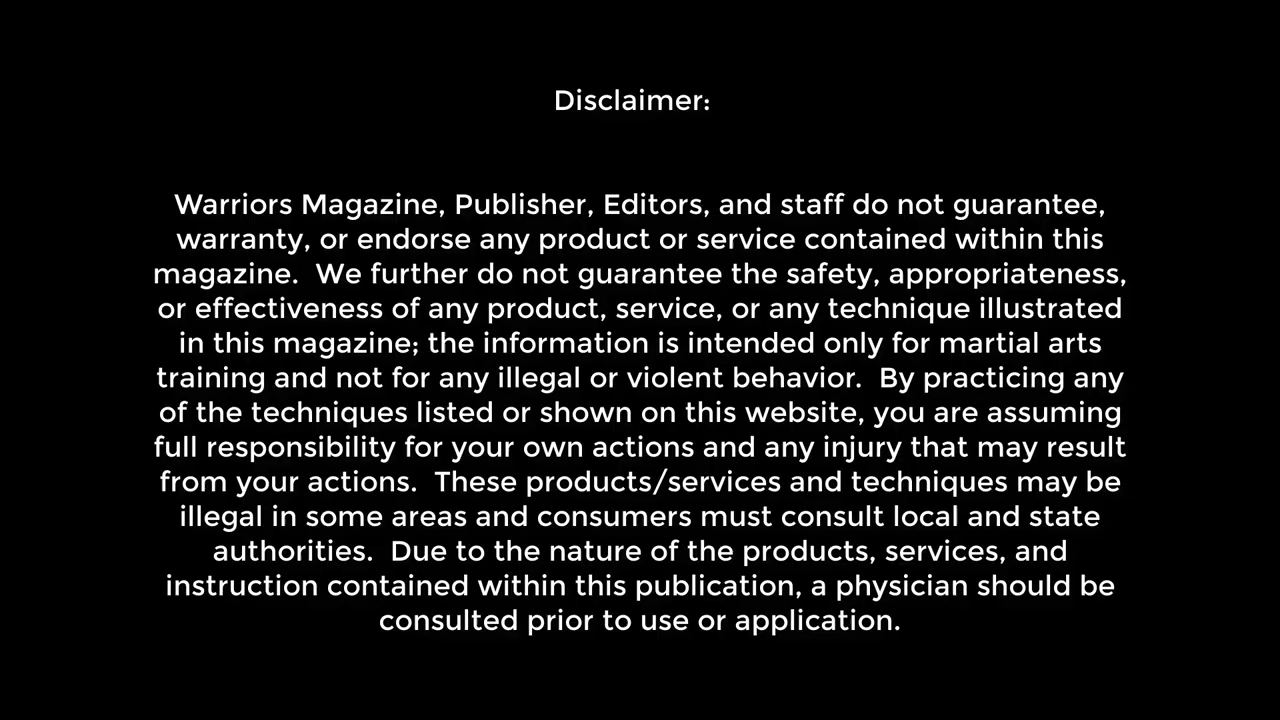 Disclaimer:
Warriors Magazine, Publisher, Editors, and staff do not guarantee,
warranty, or endorse any product or service contained within this
magazine.  We further do not guarantee the safety, appropriateness,
or effectiveness of any product, service, or any technique illustrated
in this magazine; the information is intended only for martial arts
training and not for any illegal or violent behavior.  By practicing any
of the techniques listed or shown on this website, you are assuming
full responsibility for your own actions and any injury that may result
from your actions.  These products/services and techniques may be
illegal in some areas and consumers must consult local and state
authorities.  Due to the nature of the products, services, and
instruction contained within this publication, a physician should be
consulted prior to use or application.